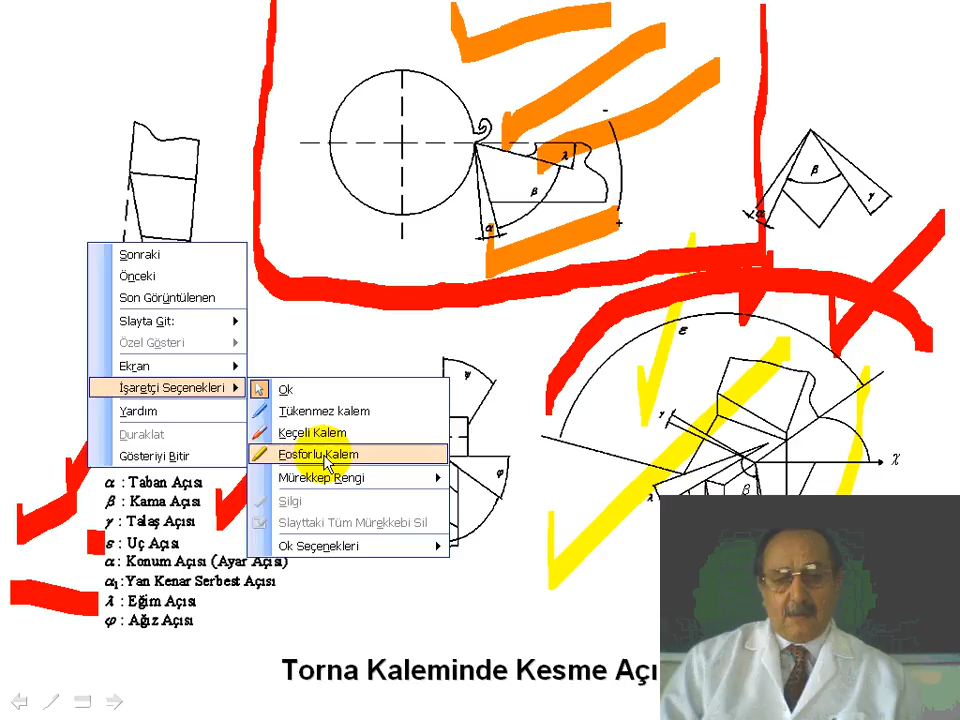 -
λ
β
α
+
β
γ
α
ε
Sonraki
Önceki
Son Görüntülenen
Slayta Git:
Özel Gösteri
Ekran
İşaretçi Seçenekleri
Yardım
Duraklat
Gösteriyi Bitir
Ok
Tükenmez kalem
Keçeli Kalem
Fosforlu Kalem
Mürekkep Rengi
Silgi
Slayttaki Tüm Mürekkebi Sil
Ok Seçenekleri
ψ
φ
γ
χ
λ
β
α : Taban Açısı
β : Kama Açısı
γ : Talaş Açısı
ε : Uç Açısı
α : Konum Açısı (Ayar Açısı)
α₁ : Yan Kenar Serbest Açısı
λ : Eğim Açısı
φ : Ağız Açısı
Torna Kaleminde Kesme Açı